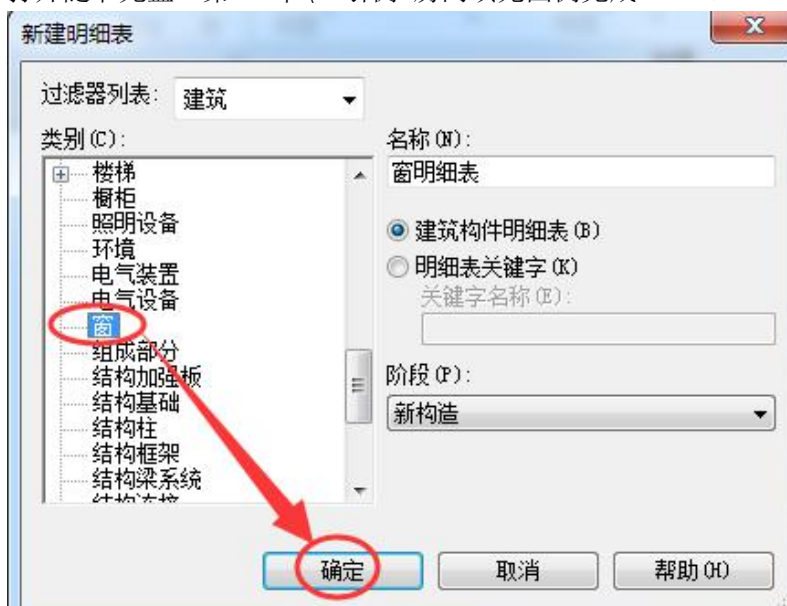 新建明细表
过滤器列表: 建筑
类别(C):
楼梯
橱柜
照明设备
环境
电气装置
电气设备
窗
组成部分
结构加强板
结构基础
结构柱
结构框架
结构梁系统
名称(N):
窗明细表
建筑构件明细表(B)
明细表关键字(K)
关键字名称(E):
阶段(P):
新构造
确定
取消
帮助(H)